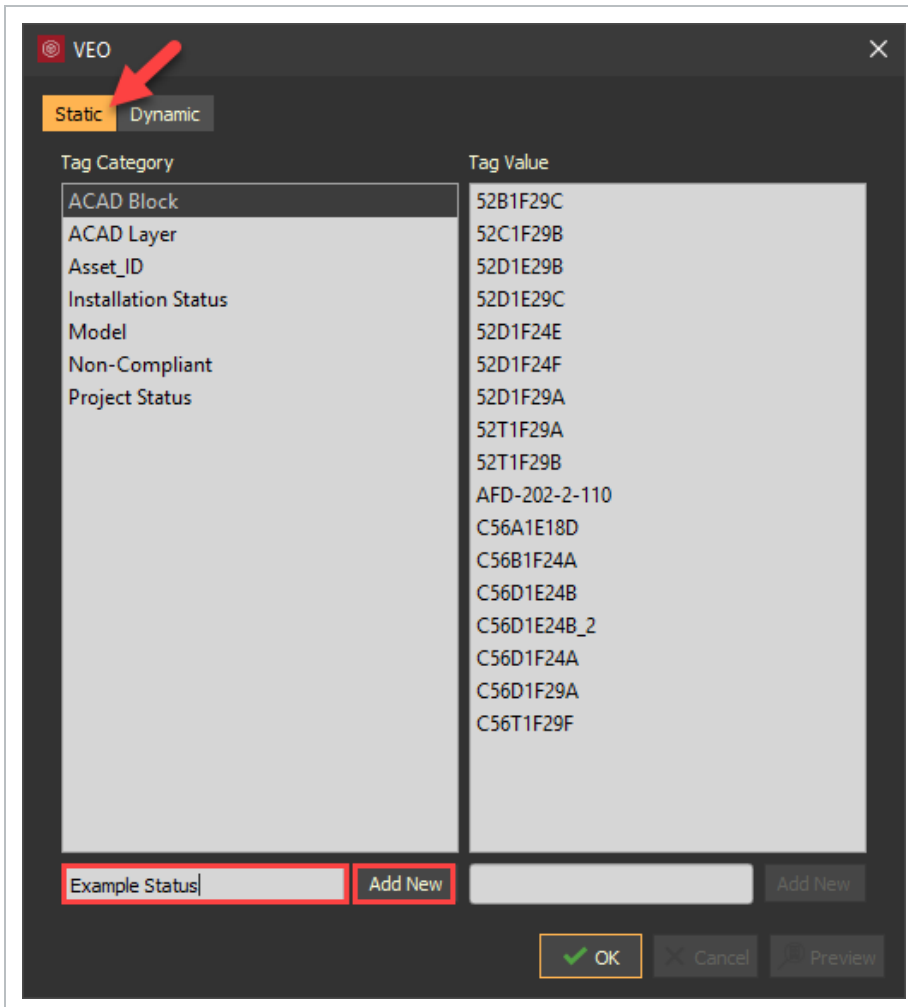 VEO
Static Dynamic
Tag Category
ACAD Block
ACAD Layer
Asset_ID
Installation Status
Model
Non-Compliant
Project Status
Example Status
Add New
Tag Value
52B1F29C
52C1F29B
52D1E29B
52D1E29C
52D1F24E
52D1F24F
52D1F29A
52T1F29A
52T1F29B
AFD-202-2-110
C56A1E18D
C56B1F24A
C56D1E24B
C56D1E24B_2
C56D1F24A
C56D1F29A
C56T1F29F
Add New
OK Cancel Preview